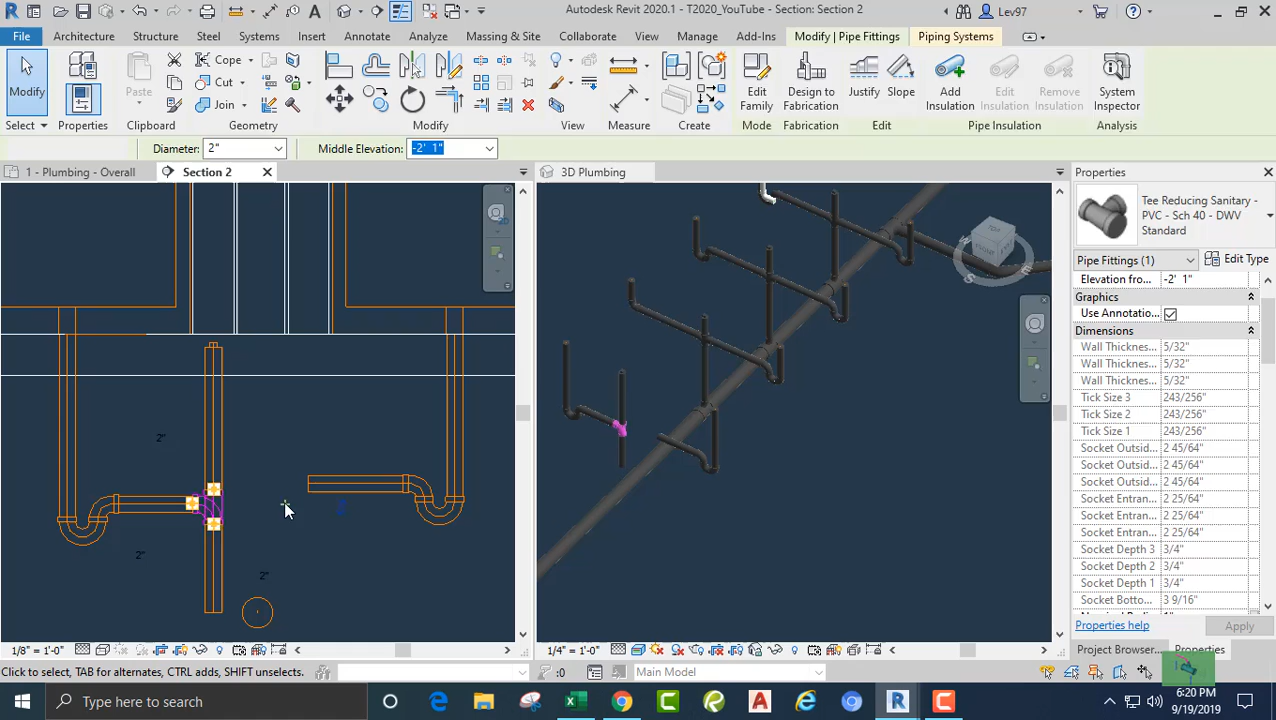 Autodesk Revit 2020.1 - T2020_YouTube - Section: Section 2
Lev97
File Architecture Structure Steel Systems Insert Annotate Analyze Massing & Site Collaborate View Manage Add-Ins Modify | Pipe Fittings Piping Systems
Modify
Properties
Paste
Cope
Cut
Join
Edit Family
Design to Fabrication
Justify Slope
Add Insulation
Remove Insulation
Edit Insulation
System Inspector
Select Properties Clipboard Geometry Modify View Measure Create Mode Fabrication Edit Pipe Insulation Analysis
Diameter: 2" Middle Elevation: -2' 1"
1 - Plumbing - Overall Section 2 3D Plumbing
Properties
Tee Reducing Sanitary - PVC - Sch 40 - DWV
Standard
Pipe Fittings (1) Edit Type
Elevation fro... -2' 1"
Graphics
Use Annotatio...
Dimensions
Wall Thicknes... 5/32"
Wall Thicknes... 5/32"
Wall Thicknes... 5/32"
Tick Size 3 243/256"
Tick Size 2 243/256"
Tick Size 1 243/256"
Socket Outsid... 2 45/64"
Socket Outsid... 2 45/64"
Socket Outsid... 2 45/64"
Socket Entran... 2 25/64"
Socket Entran... 2 25/64"
Socket Entran... 2 25/64"
Socket Depth 3 3/4"
Socket Depth 2 3/4"
Socket Depth 1 3/4"
Socket Botto... 3 9/16"
Properties help Apply
Project Browser... Properties
2"
2"
2"
1/8" = 1'-0"
1/4" = 1'-0"
Click to select, TAB for alternates, CTRL adds, SHIFT unselects.
:0
Main Model
Type here to search
6:20 PM
9/19/2019